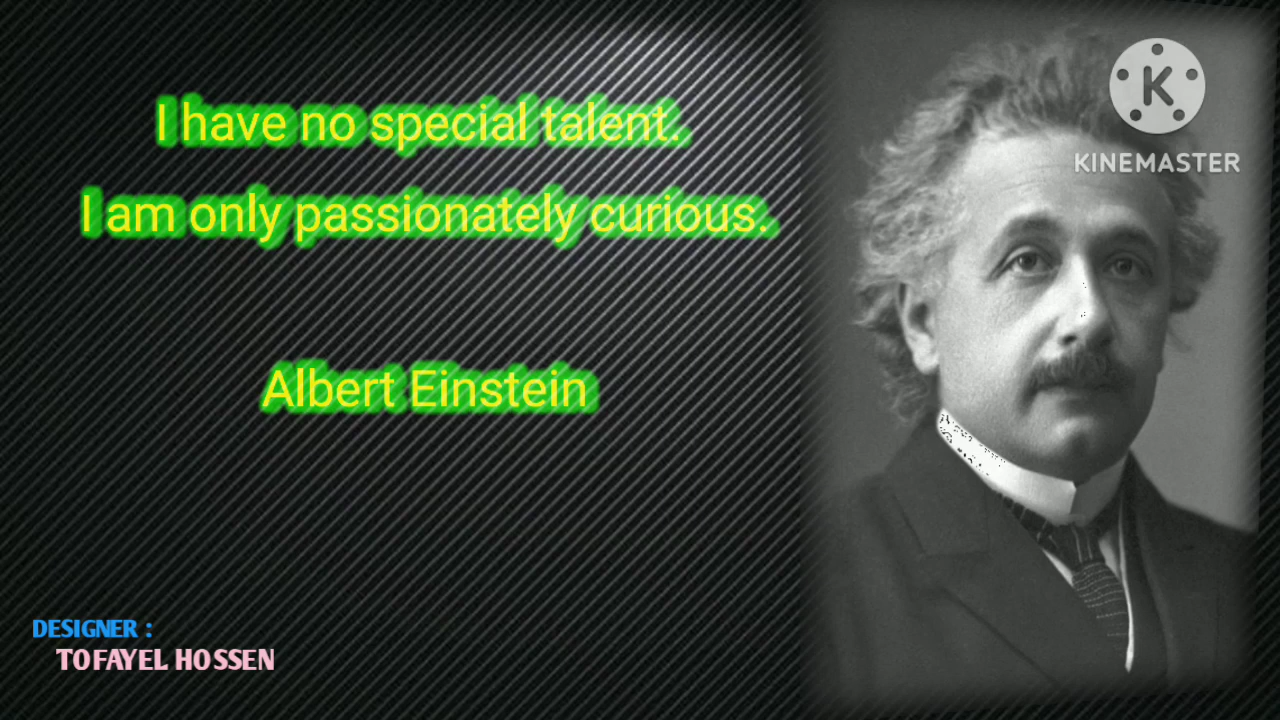 I have no special talent.
I am only passionately curious.
Albert Einstein
K
KINEMASTER
DESIGNER :
TOFAYEL HOSSEN